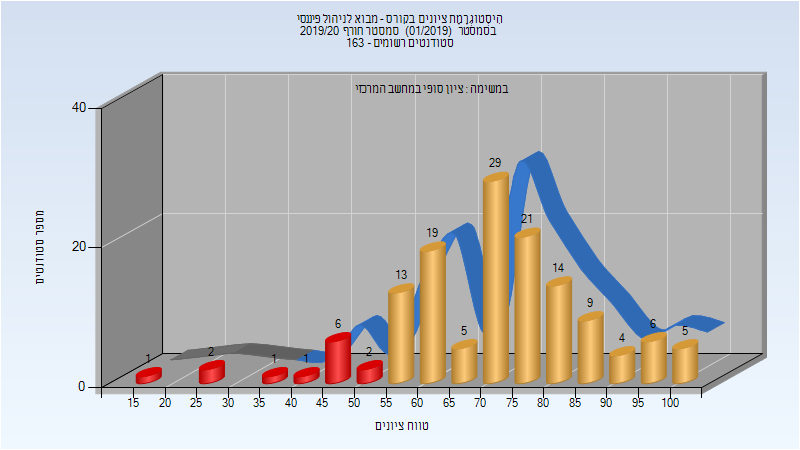 היסטוגרמת ציונים בקורס - מבוא לניהול פיננסי
בסמסטר (01/2019) סמסטר חורף 2019/20
סטודנטים רשומים - 163
במשימה : ציון סופי במחשב המרכזי
מספר סטודנטים
40
20
0
1
2
1
1
6
2
13
19
5
29
21
14
9
4
6
5
15 20 25 30 35 40 45 50 55 60 65 70 75 80 85 90 95 100
טווח ציונים